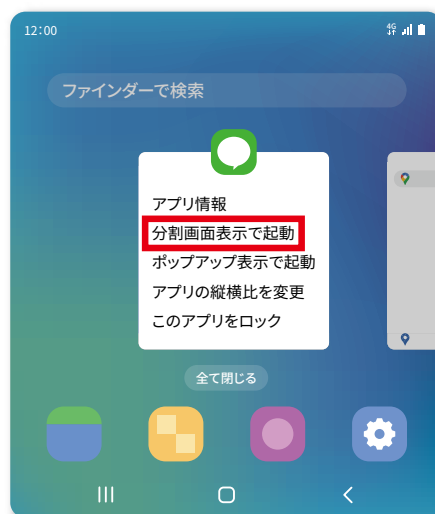 12:00
4G
ファインダーで検索
アプリ情報
分割画面表示で起動
ポップアップ表示で起動
アプリの縦横比を変更
このアプリをロック
全て閉じる